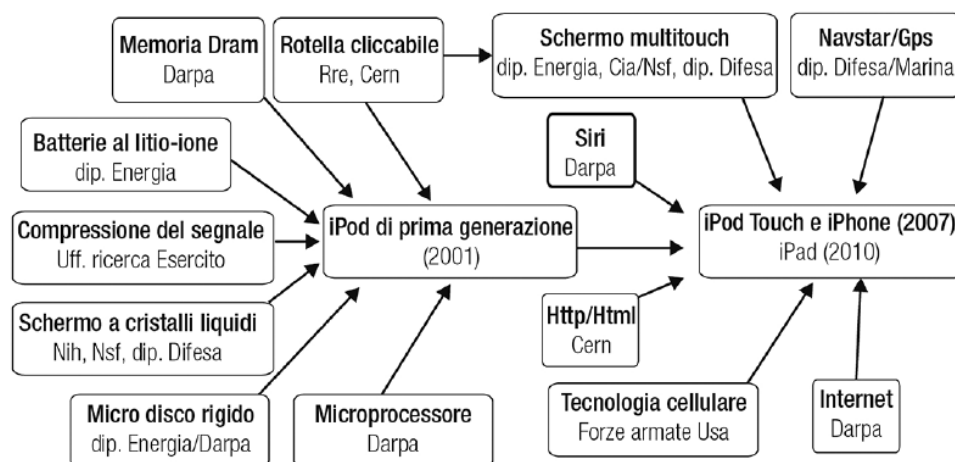 Memoria Dram
Darpa
Rotella cliccabile
Rre, Cern
Schermo multitouch
dip. Energia, Cia/Nsf, dip. Difesa
Navstar/Gps
dip. Difesa/Marina
Batterie al litio-ione
dip. Energia
Siri
Darpa
Compressione del segnale
Uff. ricerca Esercito
iPod di prima generazione
(2001)
iPod Touch e iPhone (2007)
iPad (2010)
Schermo a cristalli liquidi
Nih, Nsf, dip. Difesa
Http/Html
Cern
Micro disco rigido
dip. Energia/Darpa
Microprocessore
Darpa
Tecnologia cellulare
Forze armate Usa
Internet
Darpa